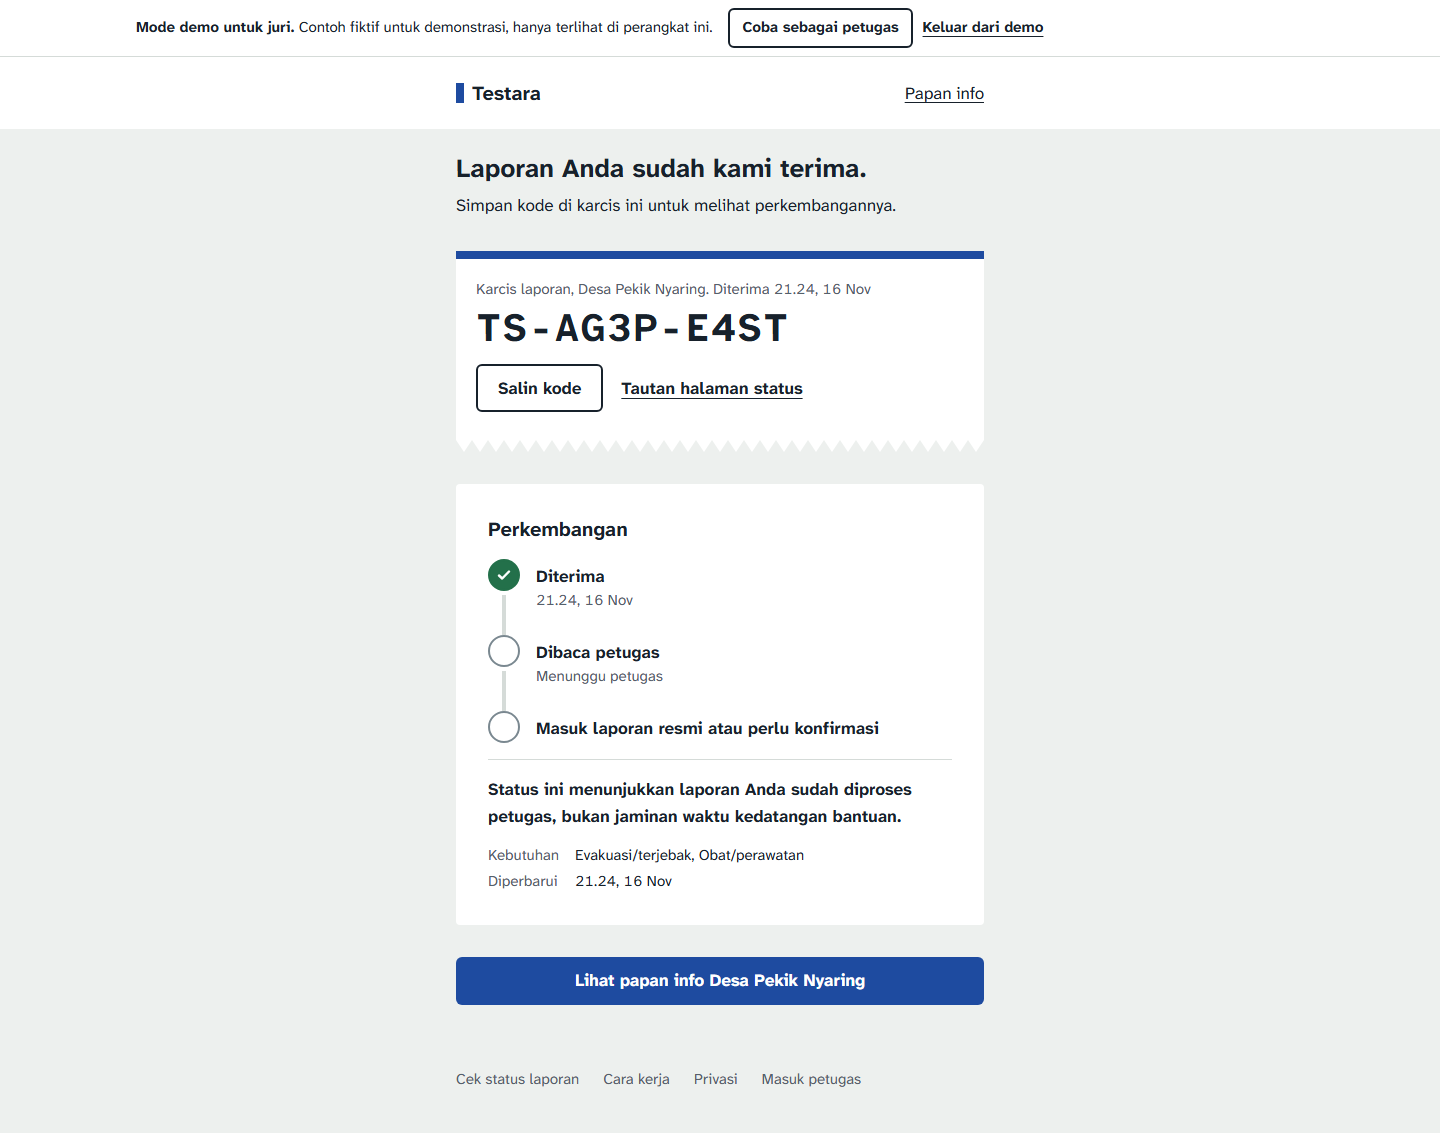 Mode demo untuk juri. Contoh fiktif untuk demonstrasi, hanya terlihat di perangkat ini. Coba sebagai petugas Keluar dari demo
Testara Papan info
Laporan Anda sudah kami terima.
Simpan kode di karcis ini untuk melihat perkembangannya.
Karcis laporan, Desa Pekik Nyaring. Diterima 21.24, 16 Nov
TS-AG3P-E4ST
Salin kode Tautan halaman status
Perkembangan
Diterima
21.24, 16 Nov
Dibaca petugas
Menunggu petugas
Masuk laporan resmi atau perlu konfirmasi
Status ini menunjukkan laporan Anda sudah diproses
petugas, bukan jaminan waktu kedatangan bantuan.
Kebutuhan Evakuasi/terjebak, Obat/perawatan
Diperbarui 21.24, 16 Nov
Lihat papan info Desa Pekik Nyaring
Cek status laporan Cara kerja Privasi Masuk petugas